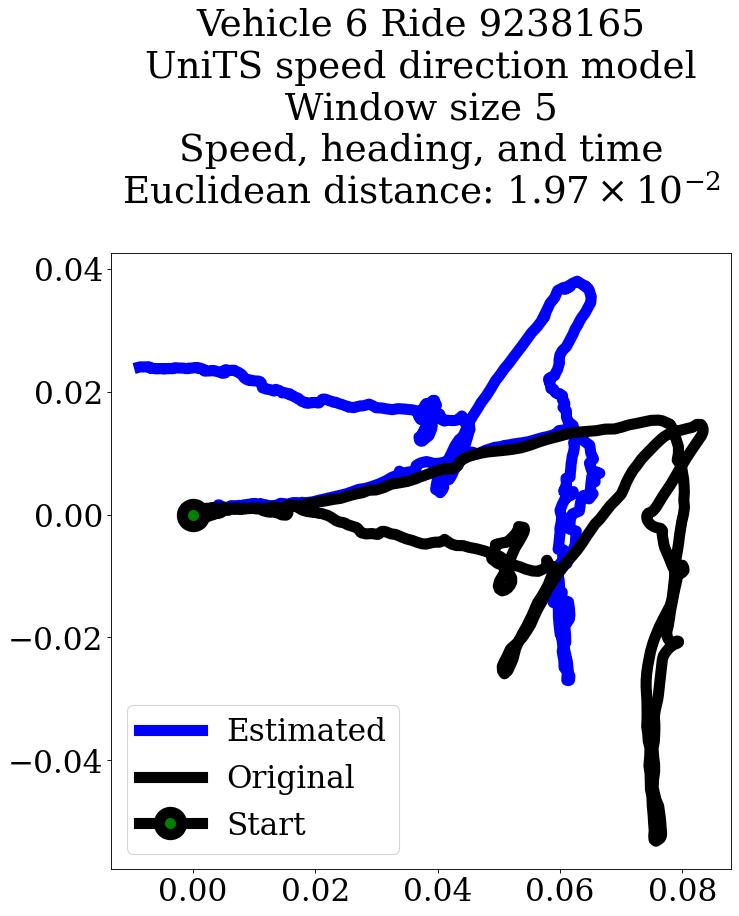 Vehicle 6 Ride 9238165
UniTS speed direction model
Window size 5
Speed, heading, and time
Euclidean distance: 1.97 × 10⁻²
0.04
0.02
0.00
−0.02
−0.04
Estimated
Original
Start
0.00 0.02 0.04 0.06 0.08